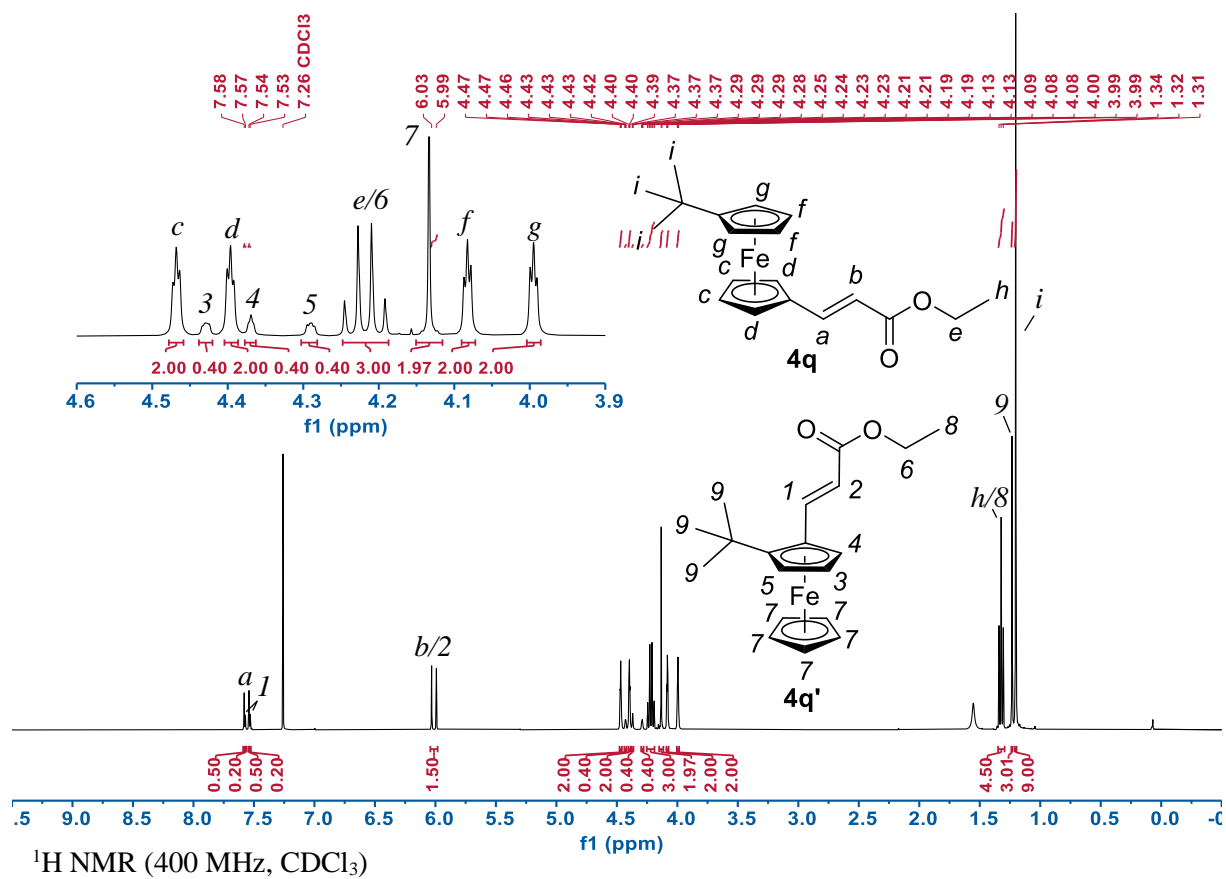 7.58 7.57 7.54 7.53 7.26 CDCl3 6.03 5.99 4.47 4.47 4.46 4.43 4.43 4.43 4.42 4.40 4.40 4.39 4.37 4.37 4.29 4.29 4.29 4.28 4.25 4.24 4.23 4.23 4.21 4.21 4.19 4.19 4.13 4.13 4.09 4.08 4.08 4.00 3.99 3.99 1.34 1.32 1.31
7
e/6
c d f g
3 4 5
2.00 0.40 2.00 0.40 0.40 3.00 1.97 2.00 2.00
4.6 4.5 4.4 4.3 4.2 4.1 4.0 3.9
f1 (ppm)
i
i g
f
i g f
Fe
c d b
c h
d a O e
O
4q
i
9
O O 8
6
1 2
9
9
9 4
5 3
Fe
7 7
7 7
7
4q'
h/8
b/2
a 1
0.50 0.20 0.50 0.20 1.50 2.00 0.40 2.00 0.40 0.40 3.00 1.97 2.00 2.00 4.50 3.01 9.00
.5 9.0 8.5 8.0 7.5 7.0 6.5 6.0 5.5 5.0 4.5 4.0 3.5 3.0 2.5 2.0 1.5 1.0 0.5 0.0 -0
f1 (ppm)
¹H NMR (400 MHz, CDCl₃)